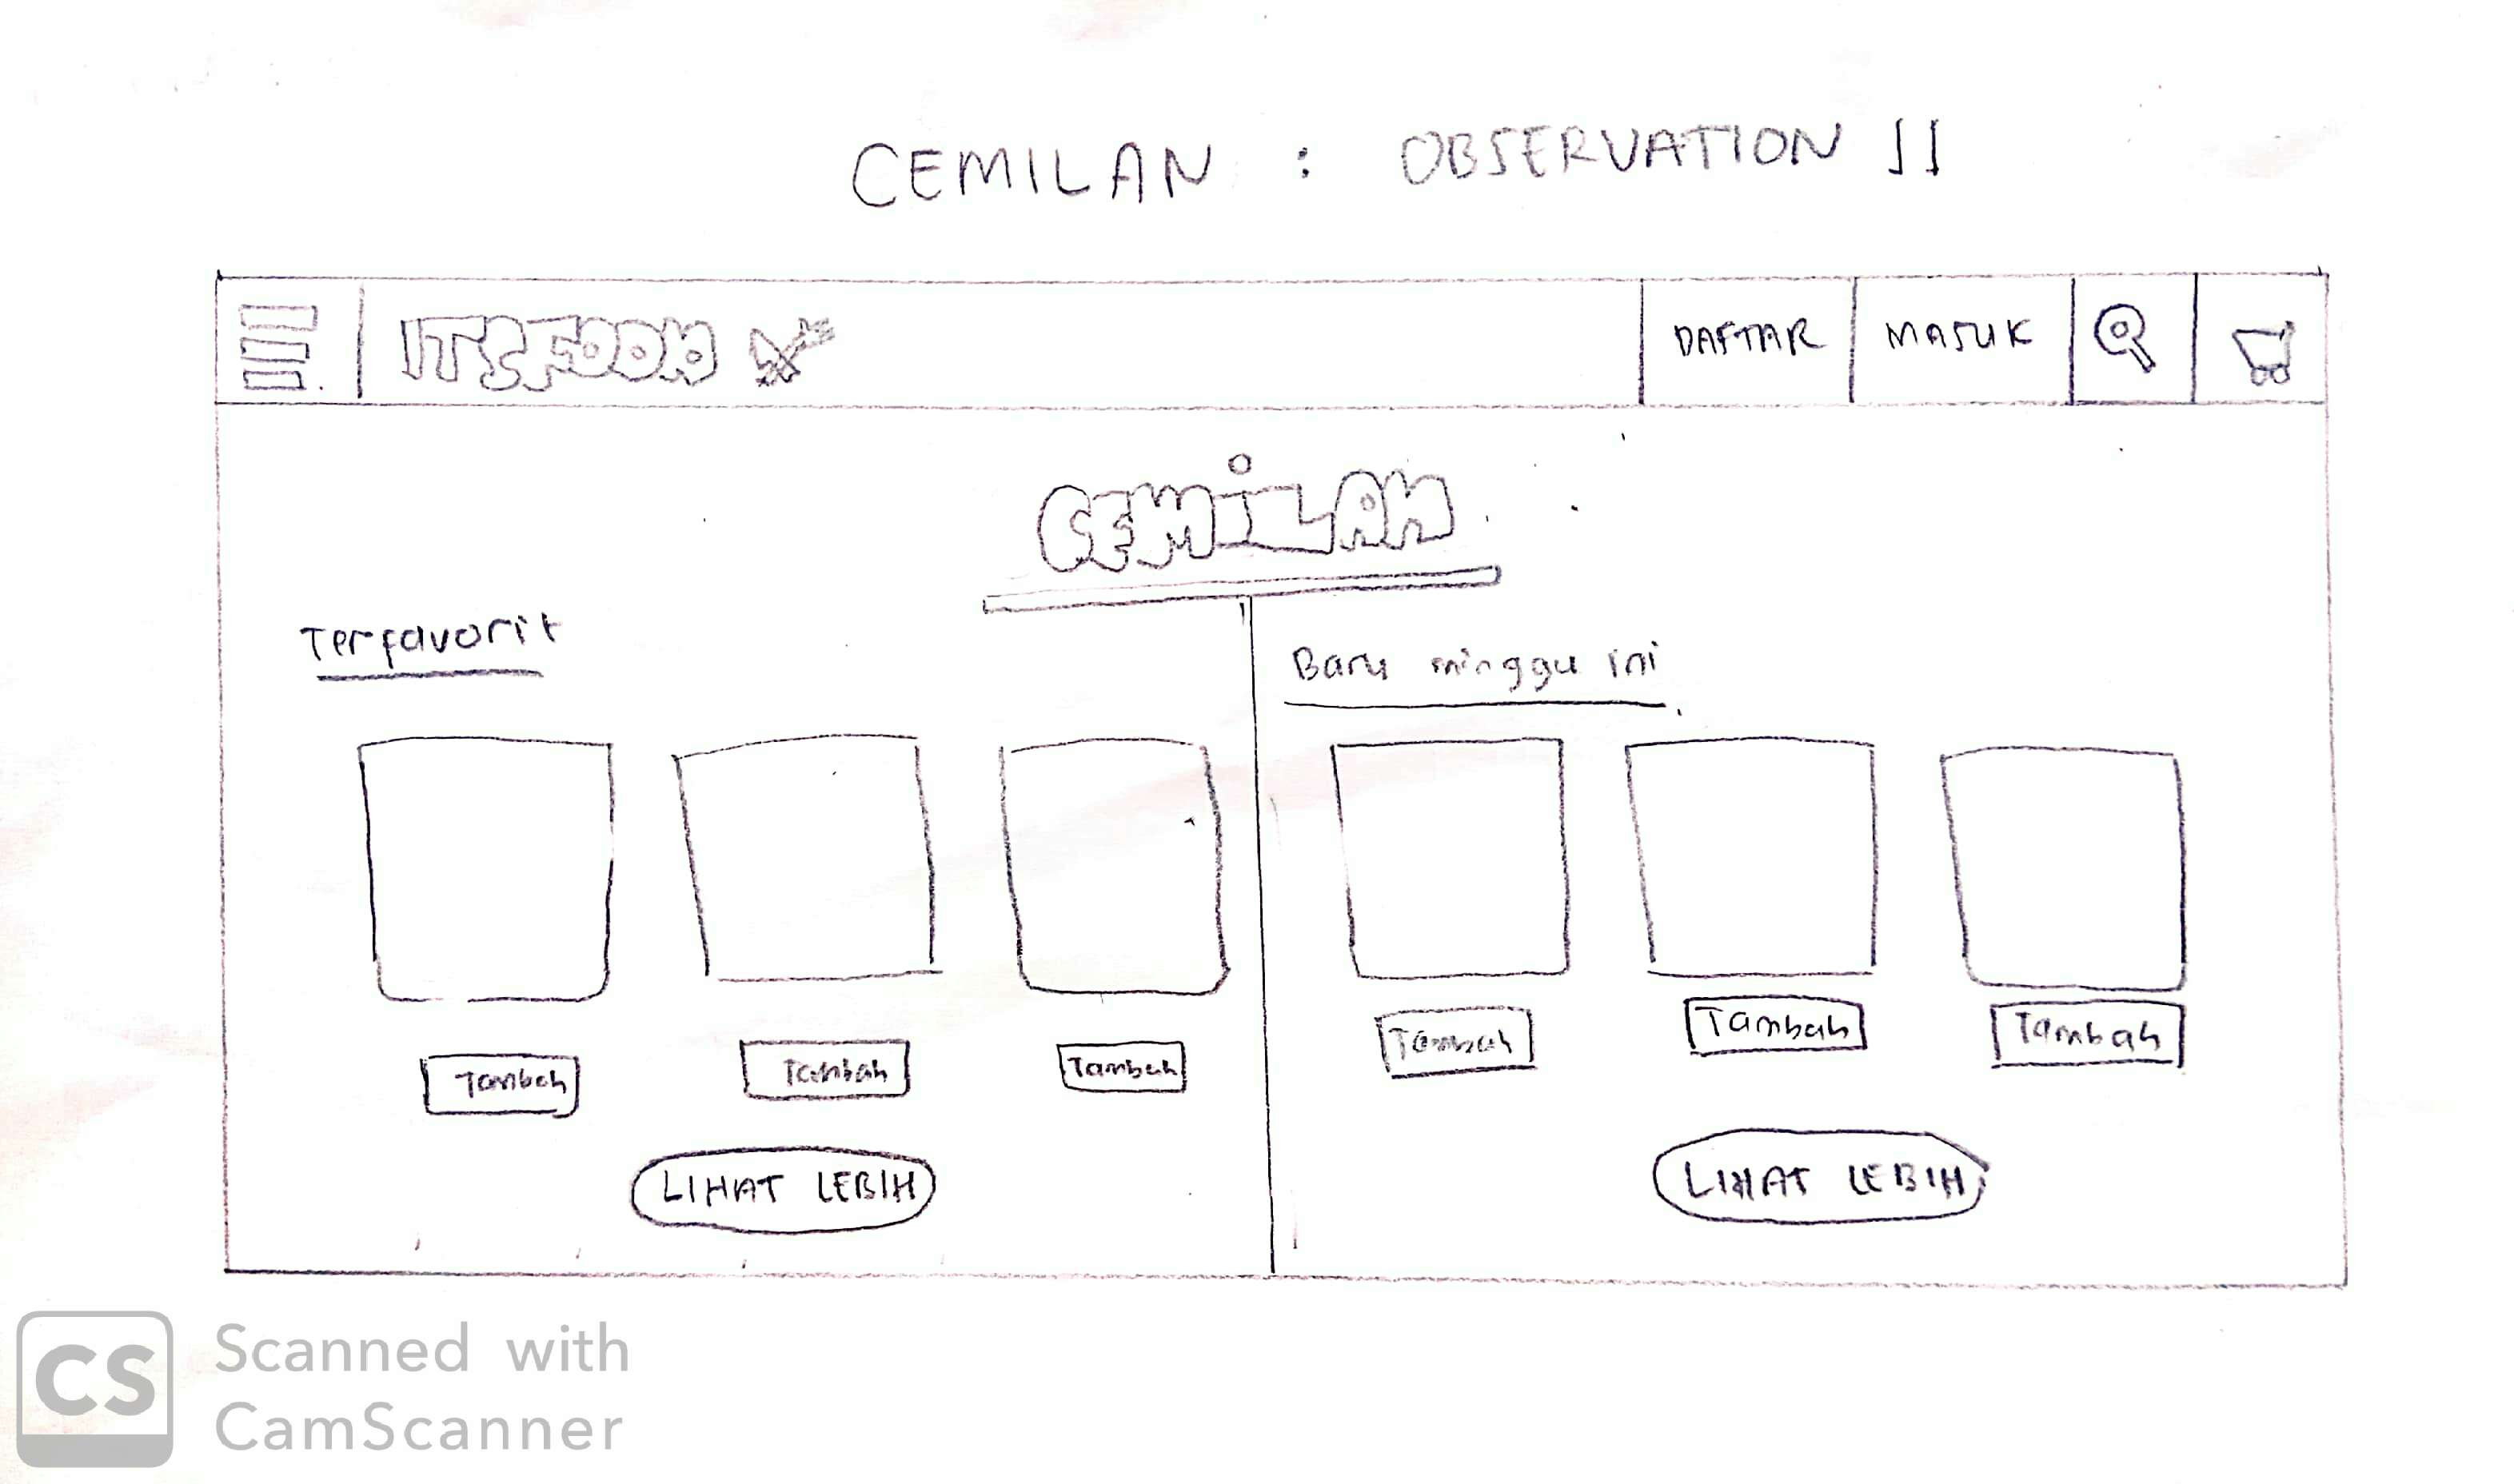 CEMILAN : OBSERVATION II
ITSFOOD
DAFTAR MASUK
CEMILAN
Terfavorit
Baru minggu ini
Tambah Tambah Tambah
Tambah Tambah Tambah
LIHAT LEBIH
LIHAT LEBIH
CS
Scanned with
CamScanner